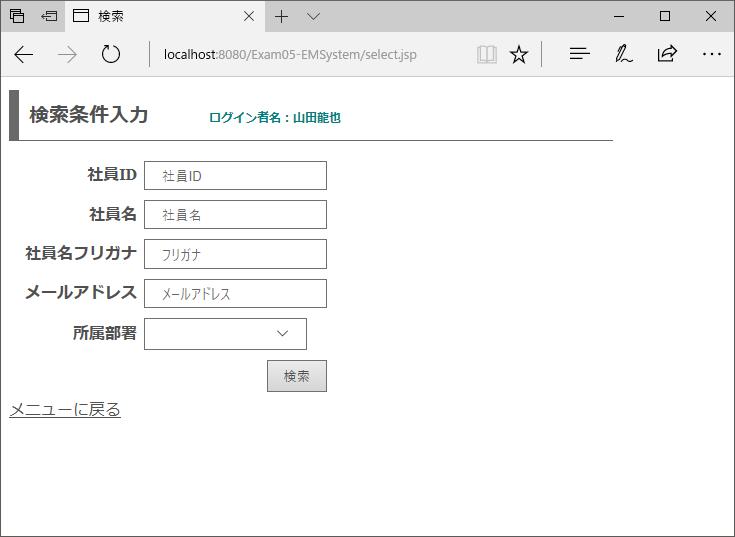 検索
localhost:8080/Exam05-EMSystem/select.jsp
検索条件入力 ログイン者名：山田能也
社員ID 社員ID
社員名 社員名
社員名フリガナ フリガナ
メールアドレス メールアドレス
所属部署
検索
メニューに戻る